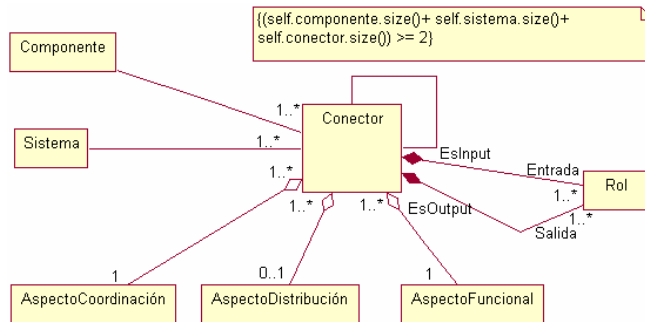 {(self.componente.size()+ self.sistema.size()+
self.conector.size()) >= 2}
Componente
1..*
Conector
Sistema
1..*
EsInput
Entrada
Rol
1..*
1..*
1..*
1..*
1..*
EsOutput
Salida
1
0..1
1
AspectoCoordinación
AspectoDistribución
AspectoFuncional